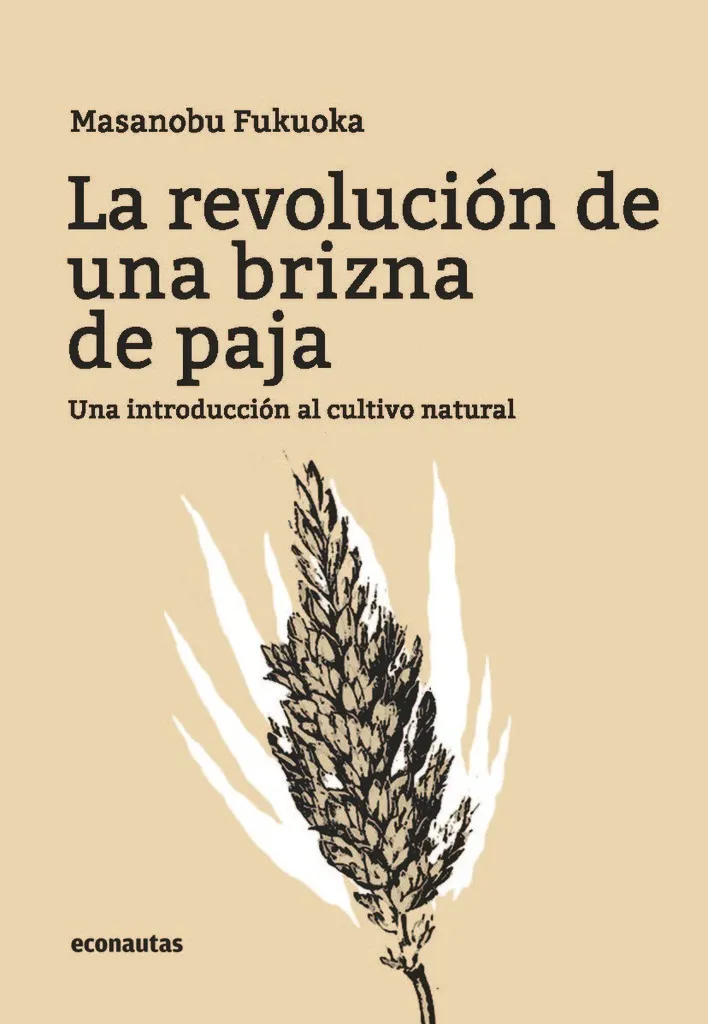 Masanobu Fukuoka
La revolución de
una brizna
de paja
Una introducción al cultivo natural
econautas